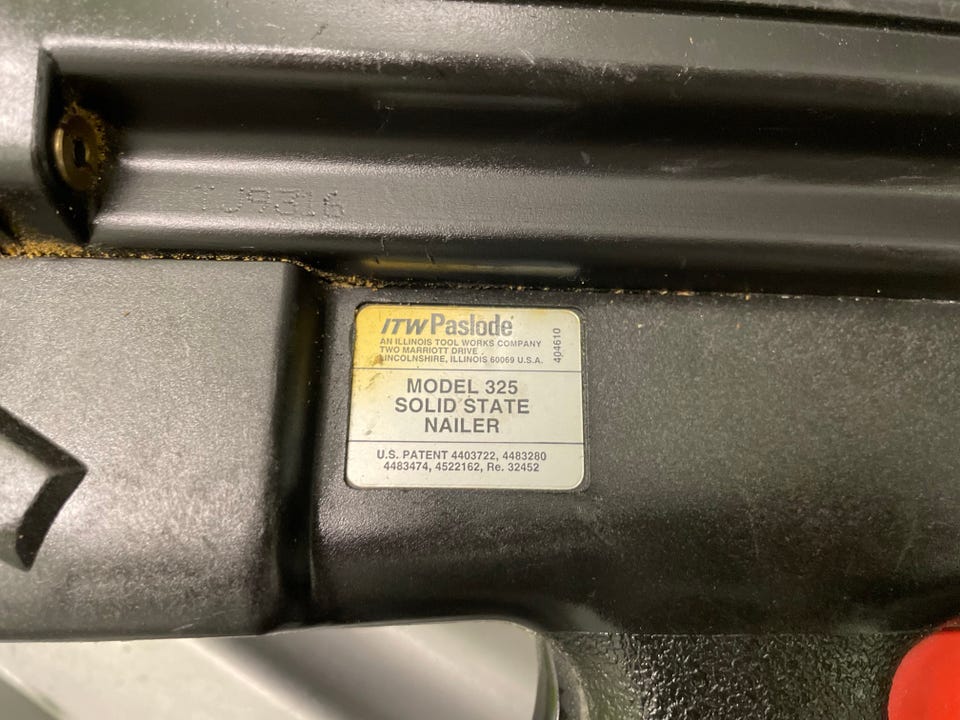 TJ9316
ITW Paslode
AN ILLINOIS TOOL WORKS COMPANY
TWO MARRIOTT DRIVE
LINCOLNSHIRE, ILLINOIS 60069 U.S.A.
404610
MODEL 325
SOLID STATE
NAILER
U.S. PATENT 4403722, 4483280
4483474, 4522162, Re. 32452